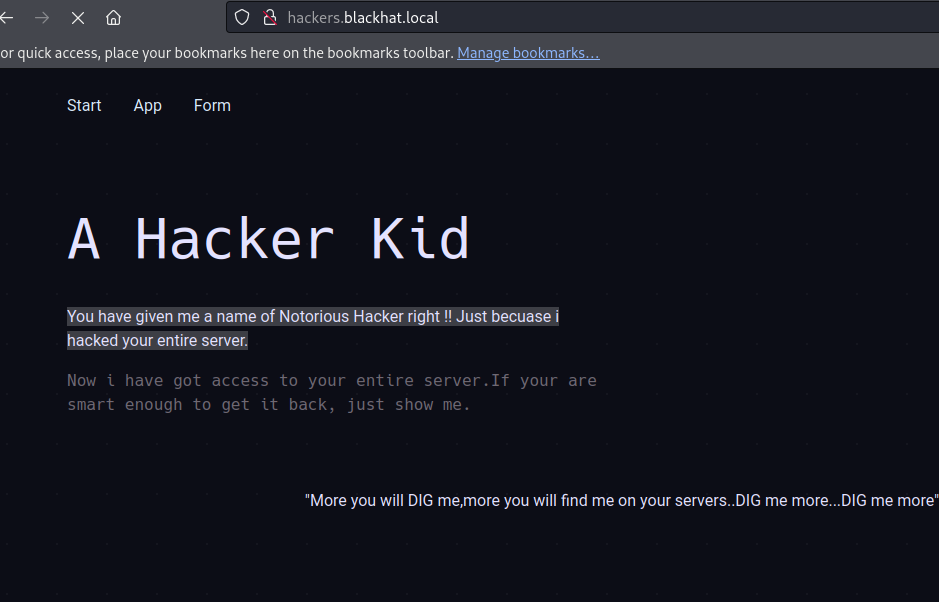 hackers.blackhat.local
or quick access, place your bookmarks here on the bookmarks toolbar. Manage bookmarks…
Start App Form
A Hacker Kid
You have given me a name of Notorious Hacker right !! Just becuase i
hacked your entire server.
Now i have got access to your entire server.If your are
smart enough to get it back, just show me.
"More you will DIG me,more you will find me on your servers..DIG me more...DIG me more"